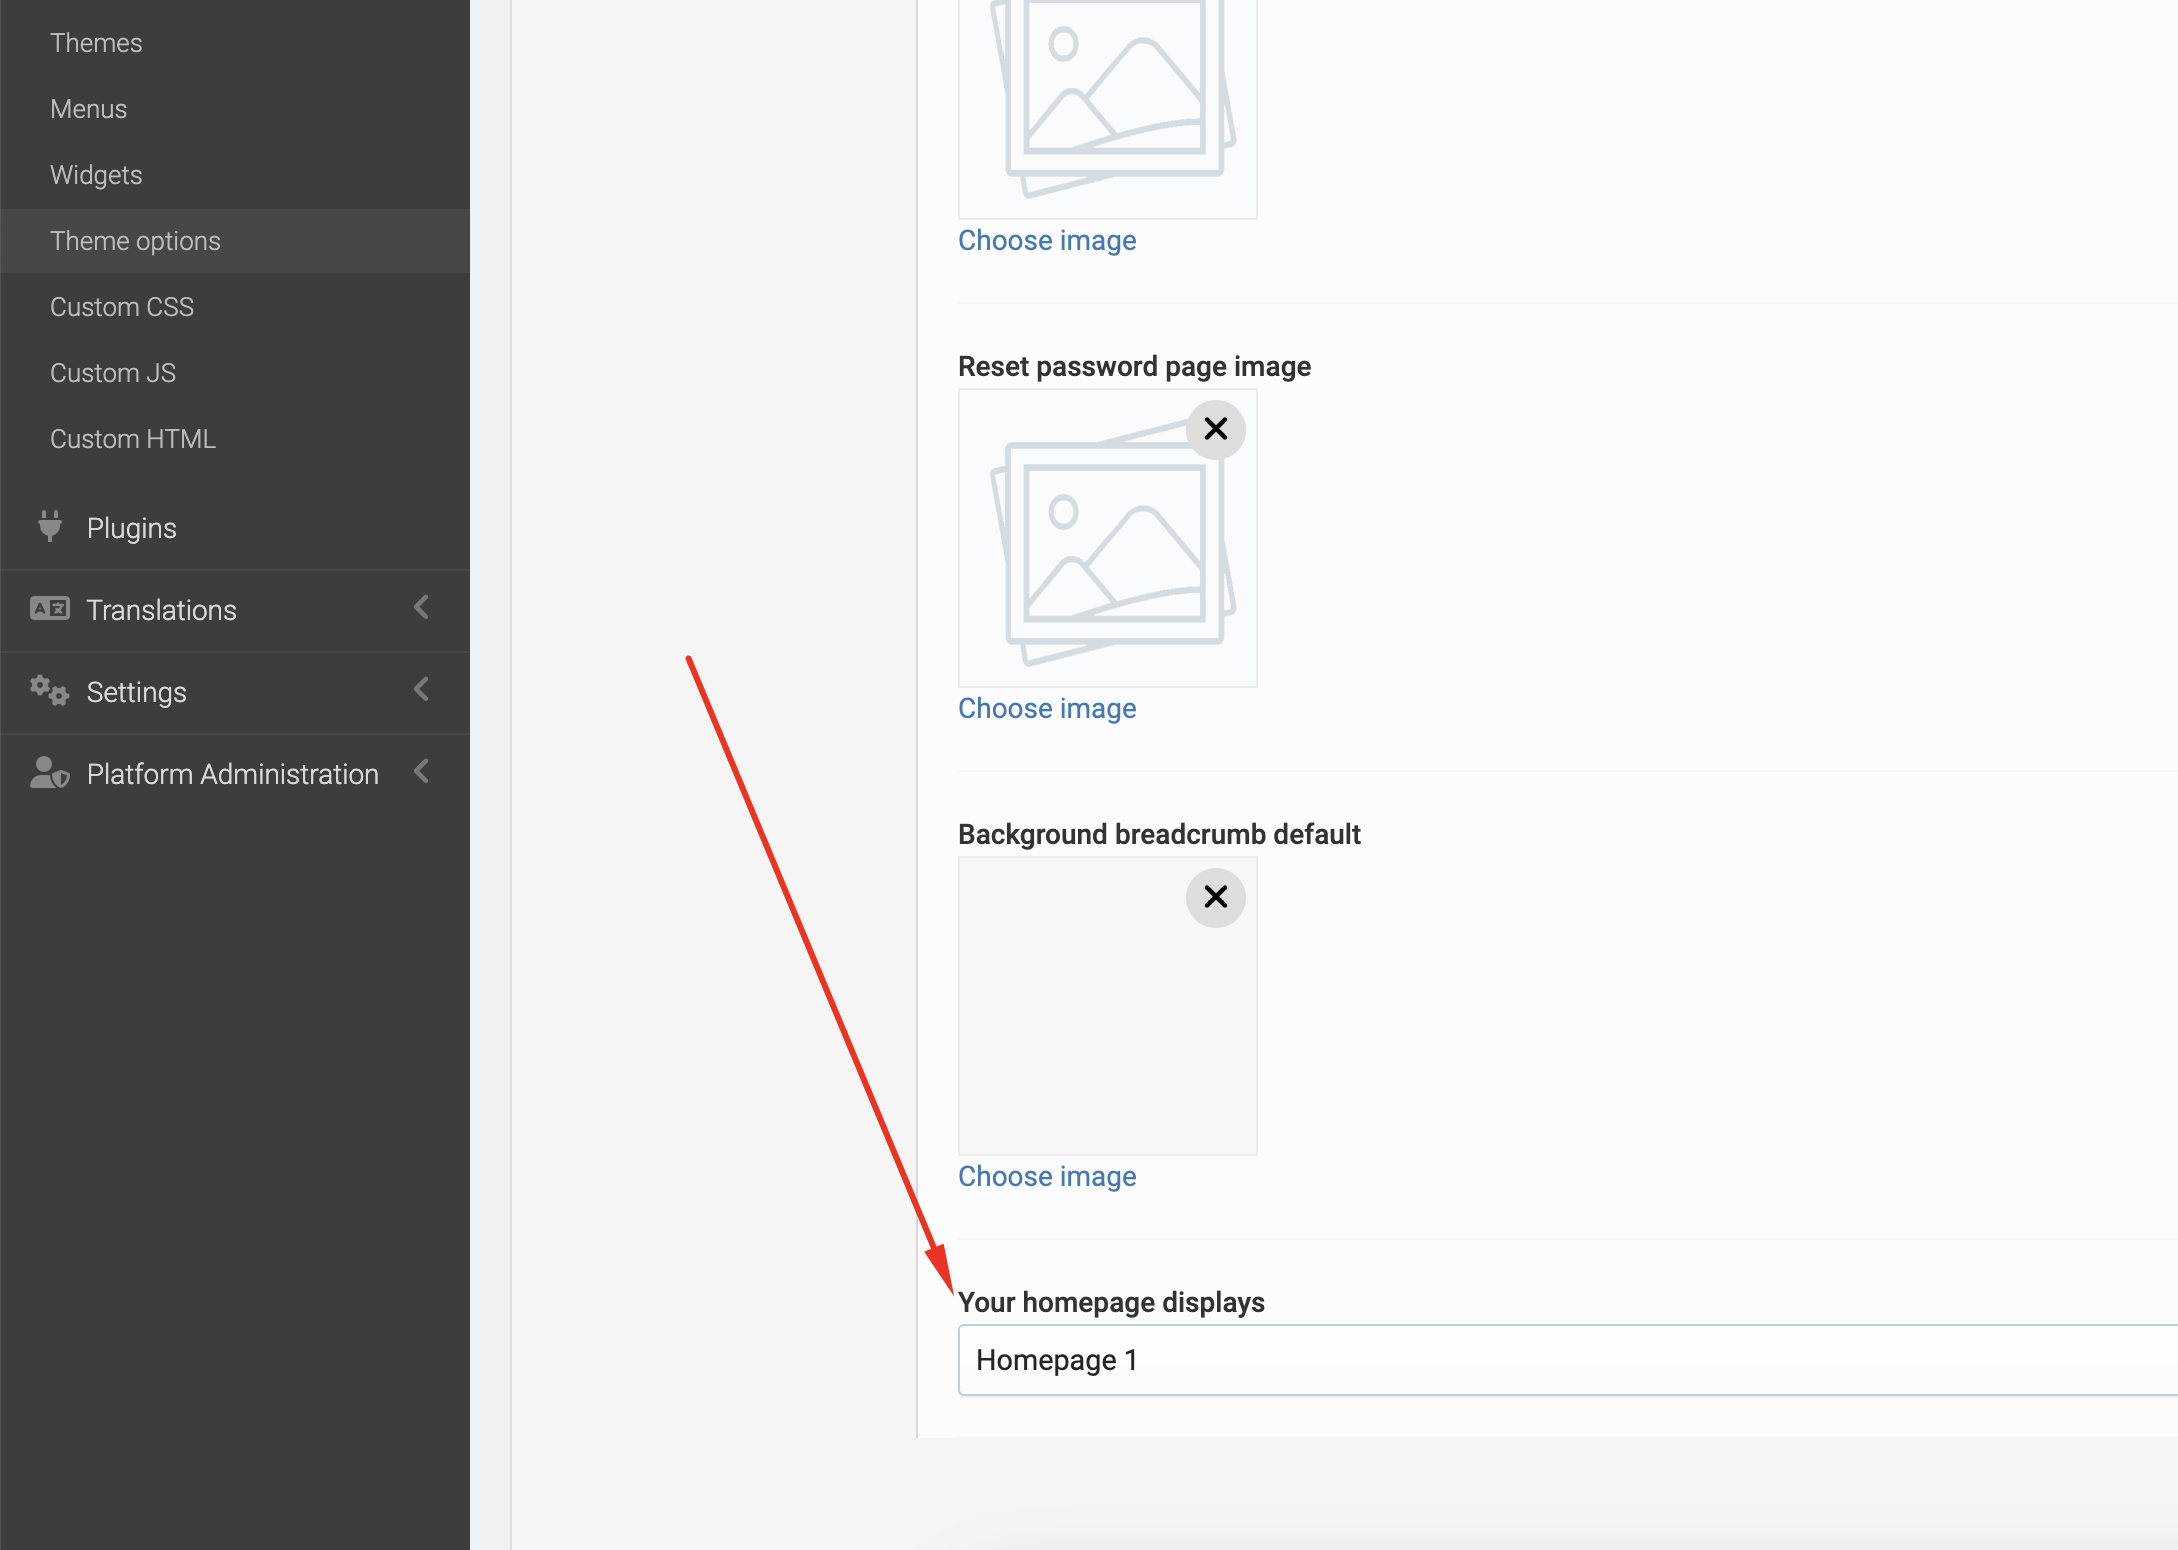 Themes
Menus
Widgets
Theme options
Custom CSS
Custom JS
Custom HTML
Plugins
Translations
Settings
Platform Administration
Choose image
Reset password page image
Choose image
Background breadcrumb default
Choose image
Your homepage displays
Homepage 1